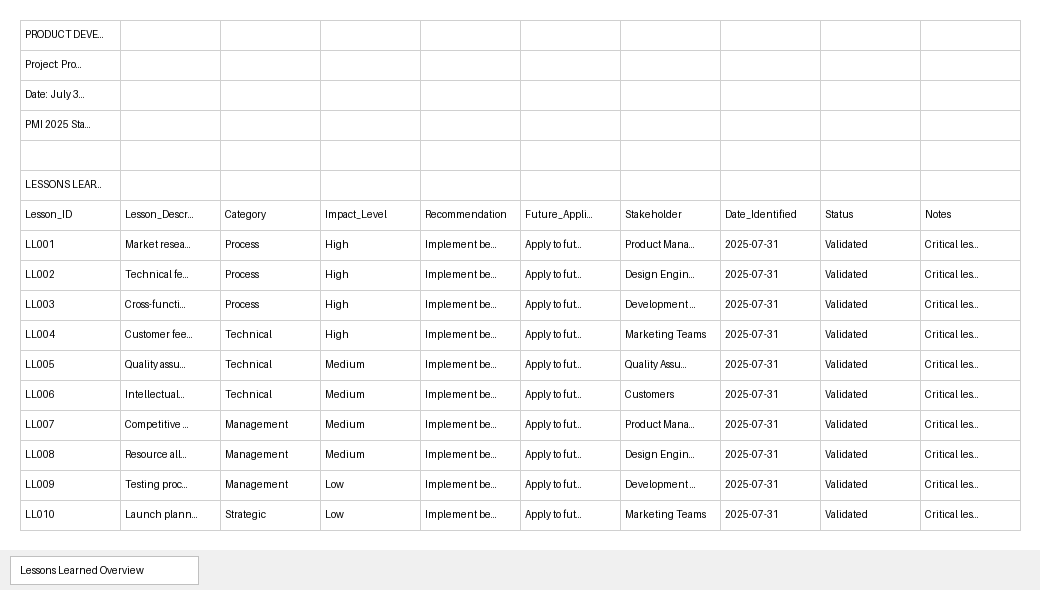 PRODUCT DEVE...
Project: Pro...
Date: July 3...
PMI 2025 Sta...
LESSONS LEAR...
Lesson_ID Lesson_Descr... Category Impact_Level Recommendation Future_Appli... Stakeholder Date_Identified Status Notes
LL001 Market resea... Process High Implement be... Apply to fut... Product Mana... 2025-07-31 Validated Critical les...
LL002 Technical fe... Process High Implement be... Apply to fut... Design Engin... 2025-07-31 Validated Critical les...
LL003 Cross-functi... Process High Implement be... Apply to fut... Development ... 2025-07-31 Validated Critical les...
LL004 Customer fee... Technical High Implement be... Apply to fut... Marketing Teams 2025-07-31 Validated Critical les...
LL005 Quality assu... Technical Medium Implement be... Apply to fut... Quality Assu... 2025-07-31 Validated Critical les...
LL006 Intellectual... Technical Medium Implement be... Apply to fut... Customers 2025-07-31 Validated Critical les...
LL007 Competitive ... Management Medium Implement be... Apply to fut... Product Mana... 2025-07-31 Validated Critical les...
LL008 Resource all... Management Medium Implement be... Apply to fut... Design Engin... 2025-07-31 Validated Critical les...
LL009 Testing proc... Management Low Implement be... Apply to fut... Development ... 2025-07-31 Validated Critical les...
LL010 Launch plann... Strategic Low Implement be... Apply to fut... Marketing Teams 2025-07-31 Validated Critical les...
Lessons Learned Overview